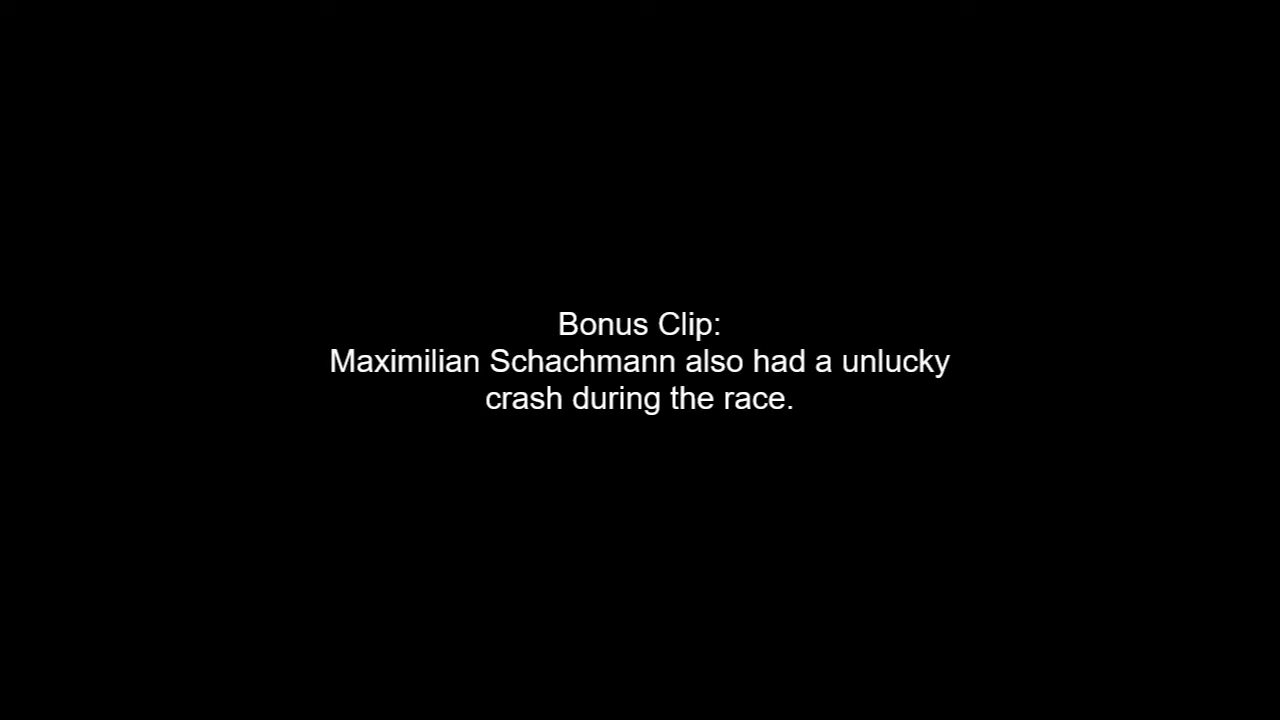 Bonus Clip:
Maximilian Schachmann also had a unlucky
crash during the race.